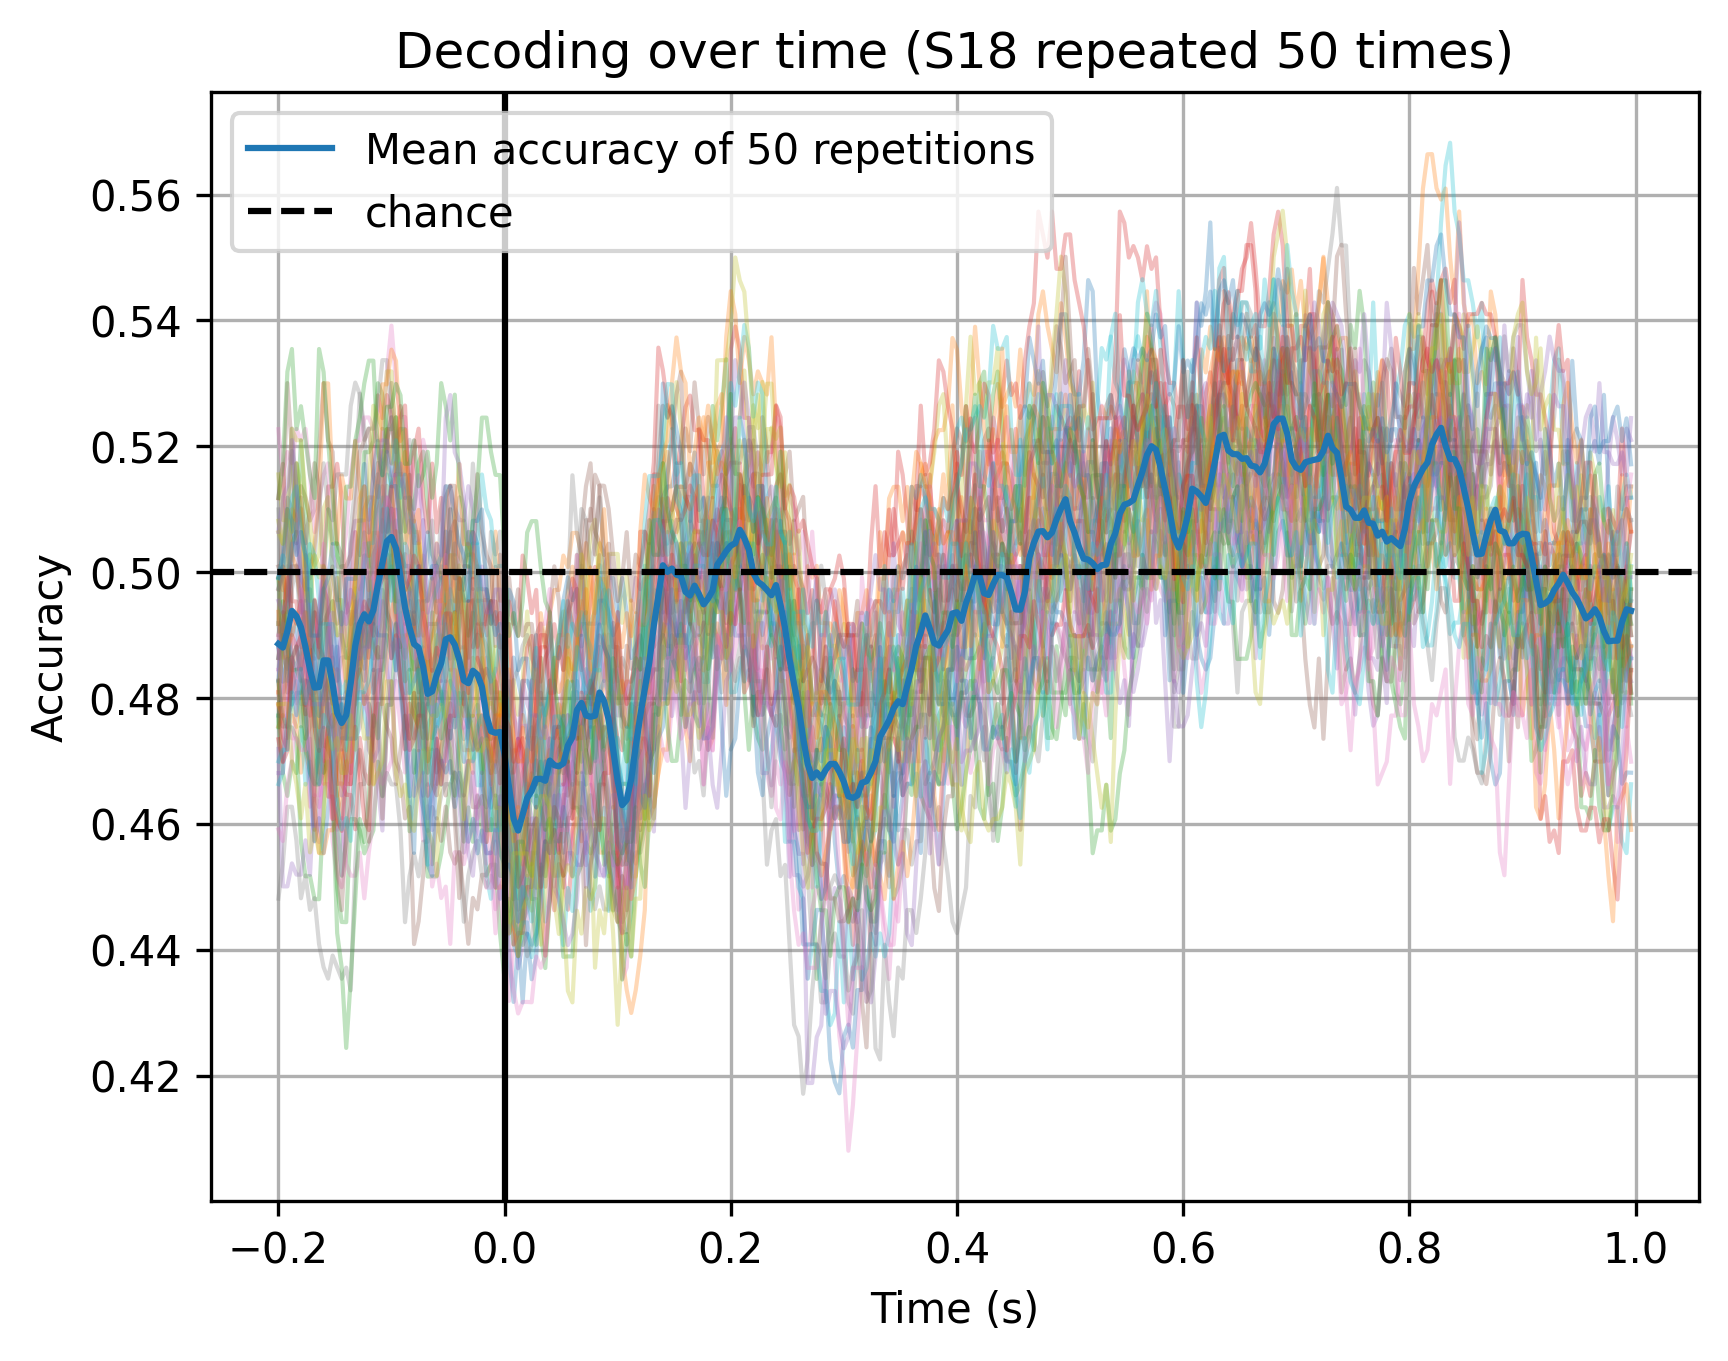 Decoding over time (S18 repeated 50 times)
Mean accuracy of 50 repetitions
chance
Accuracy
0.56
0.54
0.52
0.50
0.48
0.46
0.44
0.42
−0.2 0.0 0.2 0.4 0.6 0.8 1.0
Time (s)